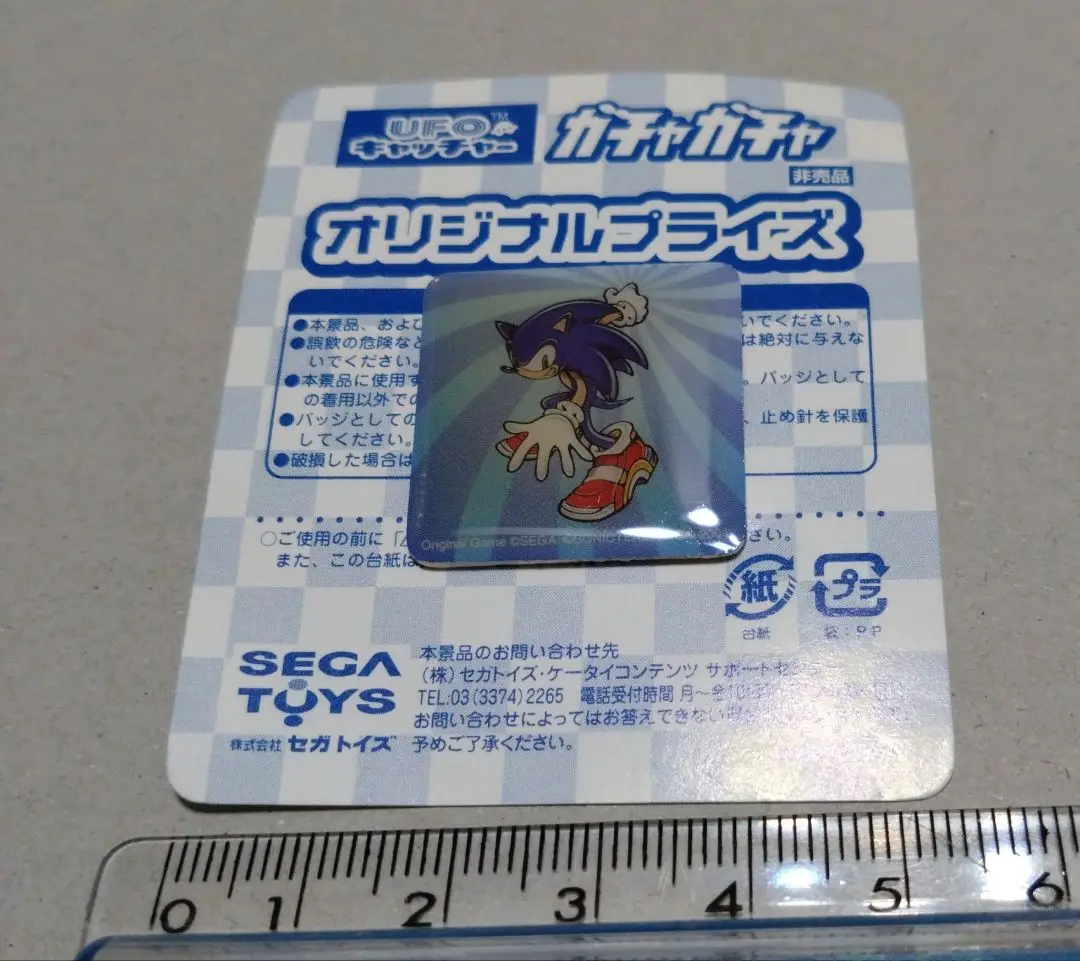 UFO™
キャッチャー
ガチャガチャ
非売品
オリジナルプライズ
●本景品、および いでください。
●誤飲の危険など は絶対に与えな
いでください。
●本景品に使用す 。バッジとして
の着用以外での
●バッジとしての 、止め針を保護
してください。
●破損した場合は
○ご使用の前に「 さい。
また、この台紙は
Original Game ©SEGA
紙
プラ
台紙
袋：PP
SEGA
TOYS
株式会社 セガトイズ
本景品のお問い合わせ先
（株）セガトイズ・ケータイコンテンツ サポート
TEL:03(3374)2265 電話受付時間 月～金
お問い合わせによってはお答えできない
予めご了承ください。
0 1 2 3 4 5 6